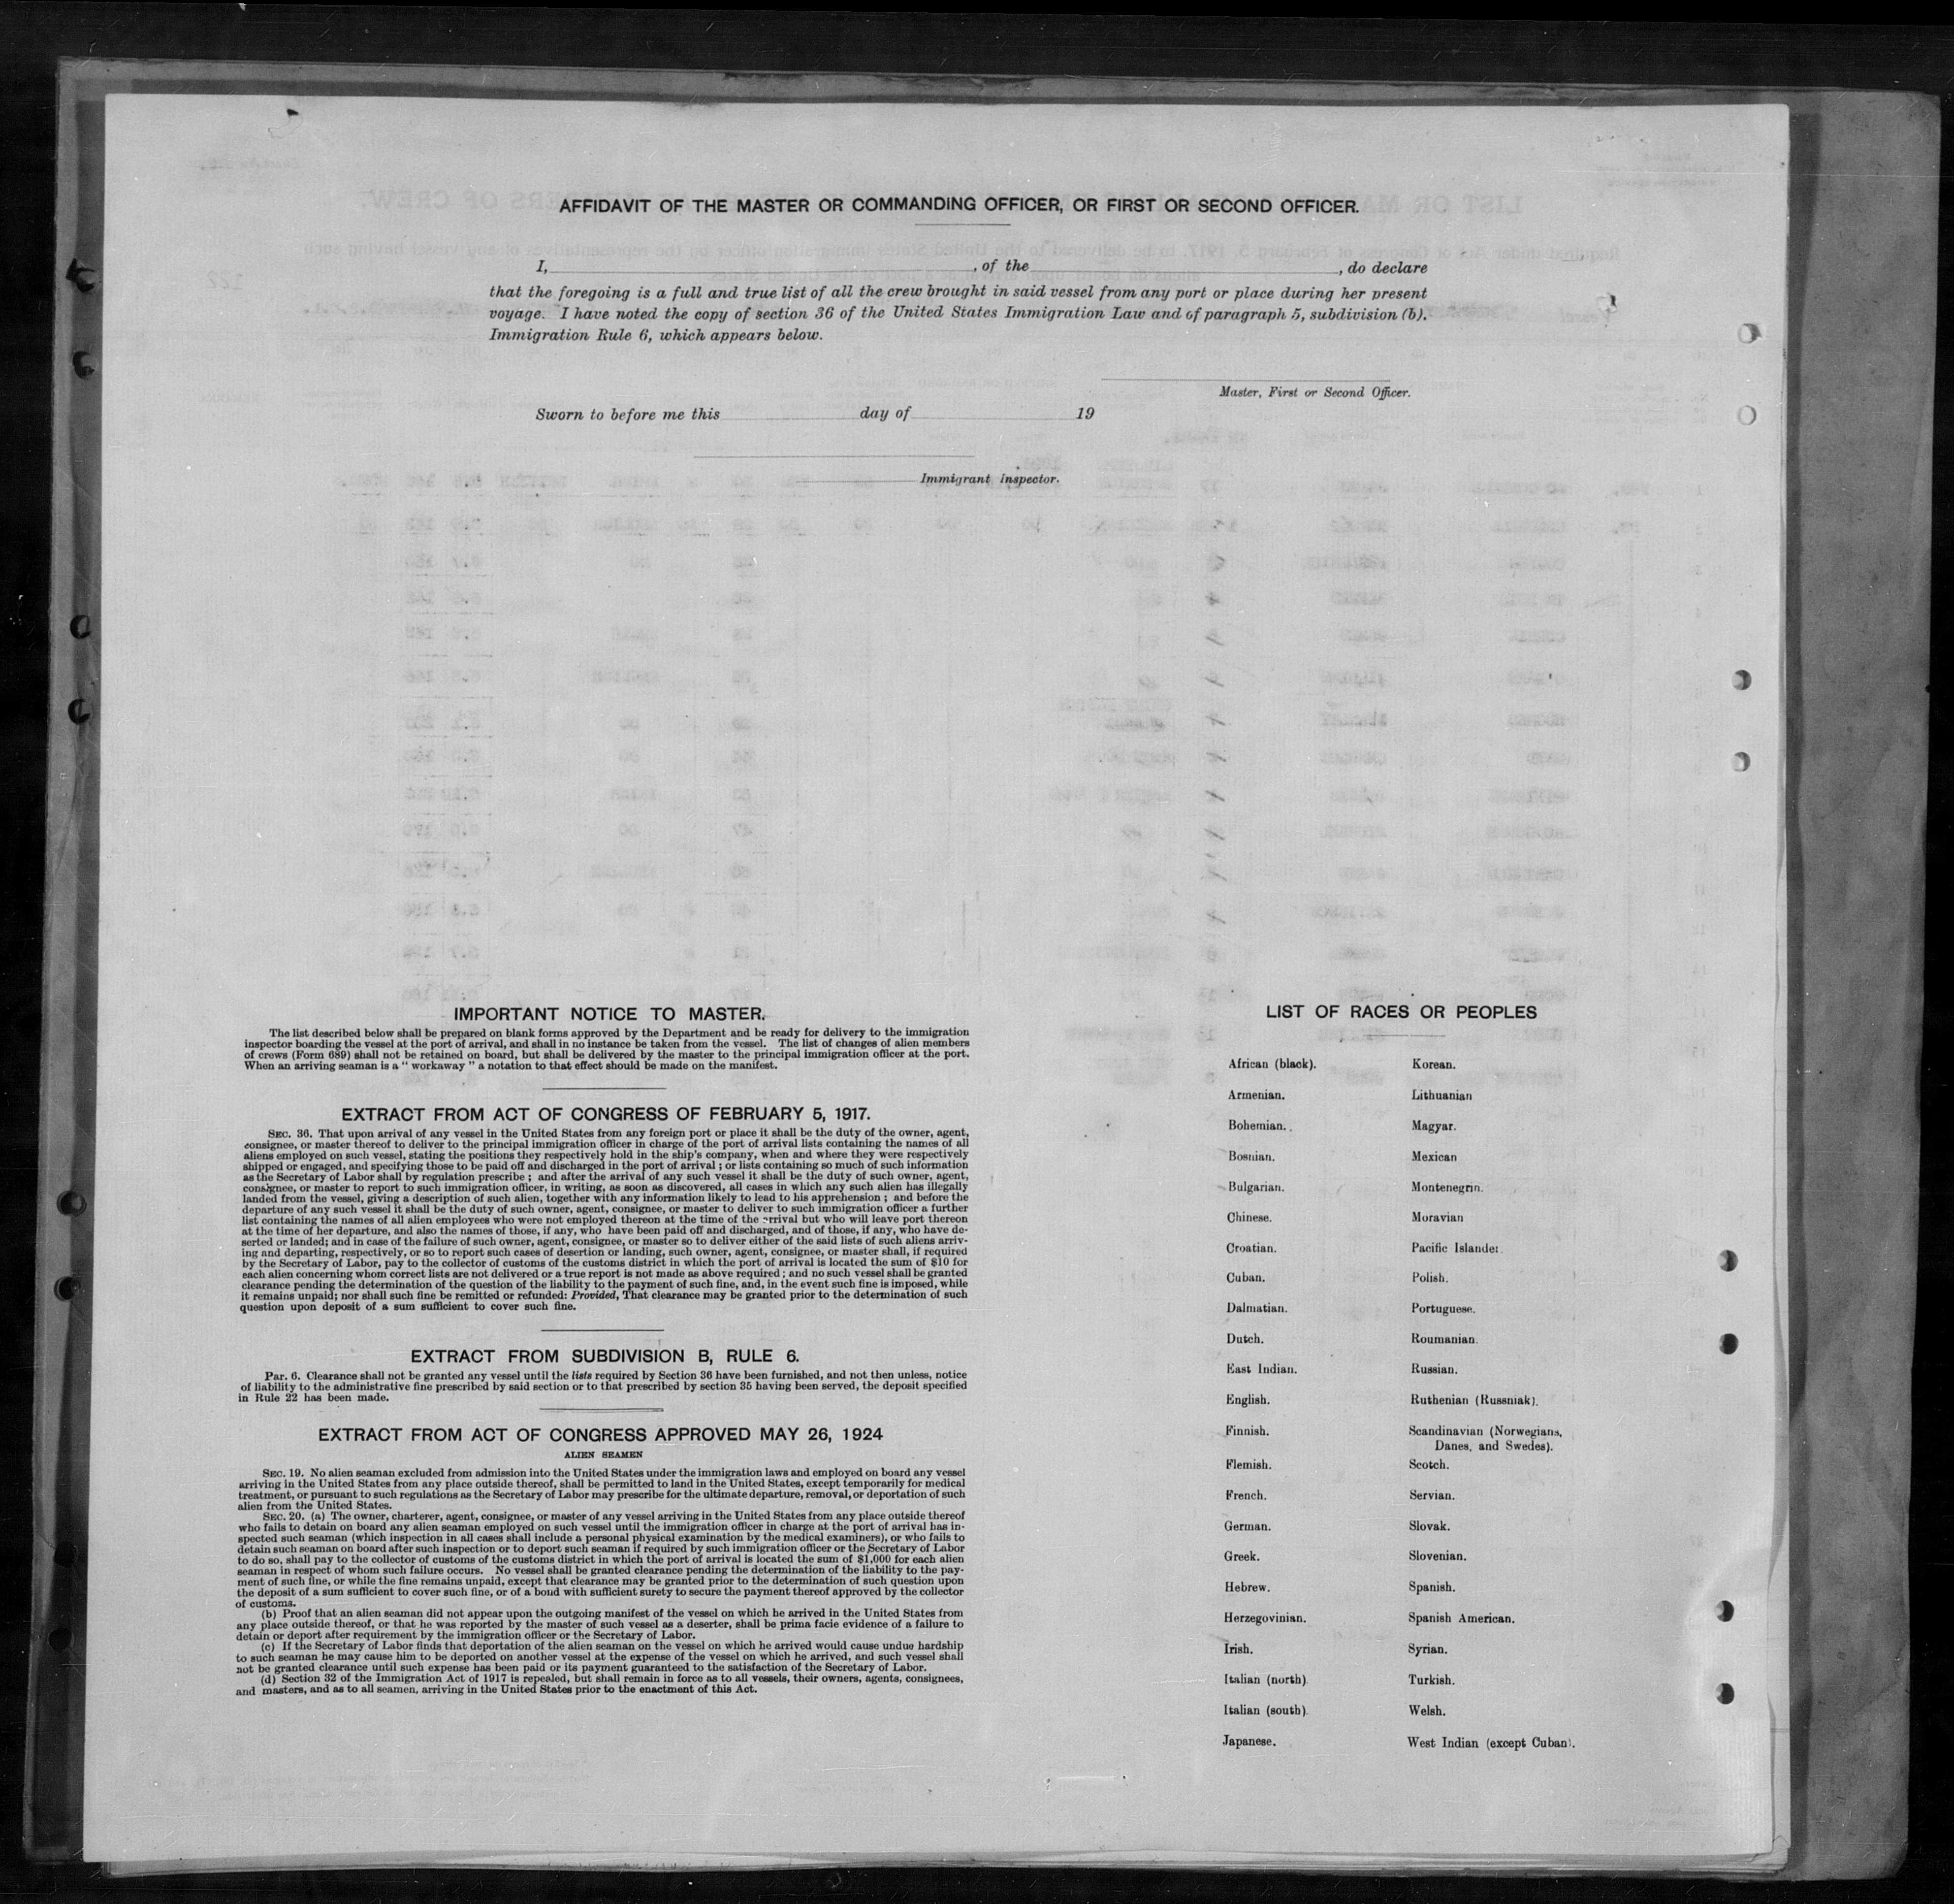 AFFIDAVIT OF THE MASTER OR COMMANDING OFFICER, OR FIRST OR SECOND OFFICER.
I, , of the , do declare
that the foregoing is a full and true list of all the crew brought in said vessel from any port or place during her present
voyage. I have noted the copy of section 36 of the United States Immigration Law and of paragraph 5, subdivision (b).
Immigration Rule 6, which appears below.
Master, First or Second Officer.
Sworn to before me this day of 19
Immigrant Inspector.
IMPORTANT NOTICE TO MASTER.
The list described below shall be prepared on blank forms approved by the Department and be ready for delivery to the immigration
inspector boarding the vessel at the port of arrival, and shall in no instance be taken from the vessel. The list of changes of alien members
of crews (Form 689) shall not be retained on board, but shall be delivered by the master to the principal immigration officer at the port.
When an arriving seaman is a " workaway " a notation to that effect should be made on the manifest.
EXTRACT FROM ACT OF CONGRESS OF FEBRUARY 5, 1917.
SEC. 36. That upon arrival of any vessel in the United States from any foreign port or place it shall be the duty of the owner, agent,
consignee, or master thereof to deliver to the principal immigration officer in charge of the port of arrival lists containing the names of all
aliens employed on such vessel, stating the positions they respectively hold in the ship's company, when and where they were respectively
shipped or engaged, and specifying those to be paid off and discharged in the port of arrival ; or lists containing so much of such information
as the Secretary of Labor shall by regulation prescribe ; and after the arrival of any such vessel it shall be the duty of such owner, agent,
consignee, or master to report to such immigration officer, in writing, as soon as discovered, all cases in which any such alien has illegally
landed from the vessel, giving a description of such alien, together with any information likely to lead to his apprehension ; and before the
departure of any such vessel it shall be the duty of such owner, agent, consignee, or master to deliver to such immigration officer a further
list containing the names of all alien employees who were not employed thereon at the time of the arrival but who will leave port thereon
at the time of her departure, and also the names of those, if any, who have been paid off and discharged, and of those, if any, who have de-
serted or landed; and in case of the failure of such owner, agent, consignee, or master so to deliver either of the said lists of such aliens arriv-
ing and departing, respectively, or so to report such cases of desertion or landing, such owner, agent, consignee, or master shall, if required
by the Secretary of Labor, pay to the collector of customs of the customs district in which the port of arrival is located the sum of $10 for
each alien concerning whom correct lists are not delivered or a true report is not made as above required ; and no such vessel shall be granted
clearance pending the determination of the question of the liability to the payment of such fine, and, in the event such fine is imposed, while
it remains unpaid; nor shall such fine be remitted or refunded: Provided, That clearance may be granted prior to the determination of such
question upon deposit of a sum sufficient to cover such fine.
EXTRACT FROM SUBDIVISION B, RULE 6.
Par. 6. Clearance shall not be granted any vessel until the lists required by Section 36 have been furnished, and not then unless, notice
of liability to the administrative fine prescribed by said section or to that prescribed by section 35 having been served, the deposit specified
in Rule 22 has been made.
EXTRACT FROM ACT OF CONGRESS APPROVED MAY 26, 1924
ALIEN SEAMEN
SEC. 19. No alien seaman excluded from admission into the United States under the immigration laws and employed on board any vessel
arriving in the United States from any place outside thereof, shall be permitted to land in the United States, except temporarily for medical
treatment, or pursuant to such regulations as the Secretary of Labor may prescribe for the ultimate departure, removal, or deportation of such
alien from the United States.
SEC. 20. (a) The owner, charterer, agent, consignee, or master of any vessel arriving in the United States from any place outside thereof
who fails to detain on board any alien seaman employed on such vessel until the immigration officer in charge at the port of arrival has in-
spected such seaman (which inspection in all cases shall include a personal physical examination by the medical examiners), or who fails to
detain such seaman on board after such inspection or to deport such seaman if required by such immigration officer or the Secretary of Labor
to do so, shall pay to the collector of customs of the customs district in which the port of arrival is located the sum of $1,000 for each alien
seaman in respect of whom such failure occurs. No vessel shall be granted clearance pending the determination of the liability to the pay-
ment of such fine, or while the fine remains unpaid, except that clearance may be granted prior to the determination of such question upon
the deposit of a sum sufficient to cover such fine, or of a bond with sufficient surety to secure the payment thereof approved by the collector
of customs.
(b) Proof that an alien seaman did not appear upon the outgoing manifest of the vessel on which he arrived in the United States from
any place outside thereof, or that he was reported by the master of such vessel as a deserter, shall be prima facie evidence of a failure to
detain or deport after requirement by the immigration officer or the Secretary of Labor.
(c) If the Secretary of Labor finds that deportation of the alien seaman on the vessel on which he arrived would cause undue hardship
to such seaman he may cause him to be deported on another vessel at the expense of the vessel on which he arrived, and such vessel shall
not be granted clearance until such expense has been paid or its payment guaranteed to the satisfaction of the Secretary of Labor.
(d) Section 32 of the Immigration Act of 1917 is repealed, but shall remain in force as to all vessels, their owners, agents, consignees,
and masters, and as to all seamen, arriving in the United States prior to the enactment of this Act.
LIST OF RACES OR PEOPLES
African (black). Korean.
Armenian. Lithuanian
Bohemian. Magyar.
Bosnian. Mexican
Bulgarian. Montenegrin.
Chinese. Moravian
Croatian. Pacific Islander.
Cuban. Polish.
Dalmatian. Portuguese.
Dutch. Roumanian.
East Indian. Russian.
English. Ruthenian (Russniak).
Finnish. Scandinavian (Norwegians,
Danes, and Swedes).
Flemish. Scotch.
French. Servian.
German. Slovak.
Greek. Slovenian.
Hebrew. Spanish.
Herzegovinian. Spanish American.
Irish. Syrian.
Italian (north) Turkish.
Italian (south) Welsh.
Japanese. West Indian (except Cuban).